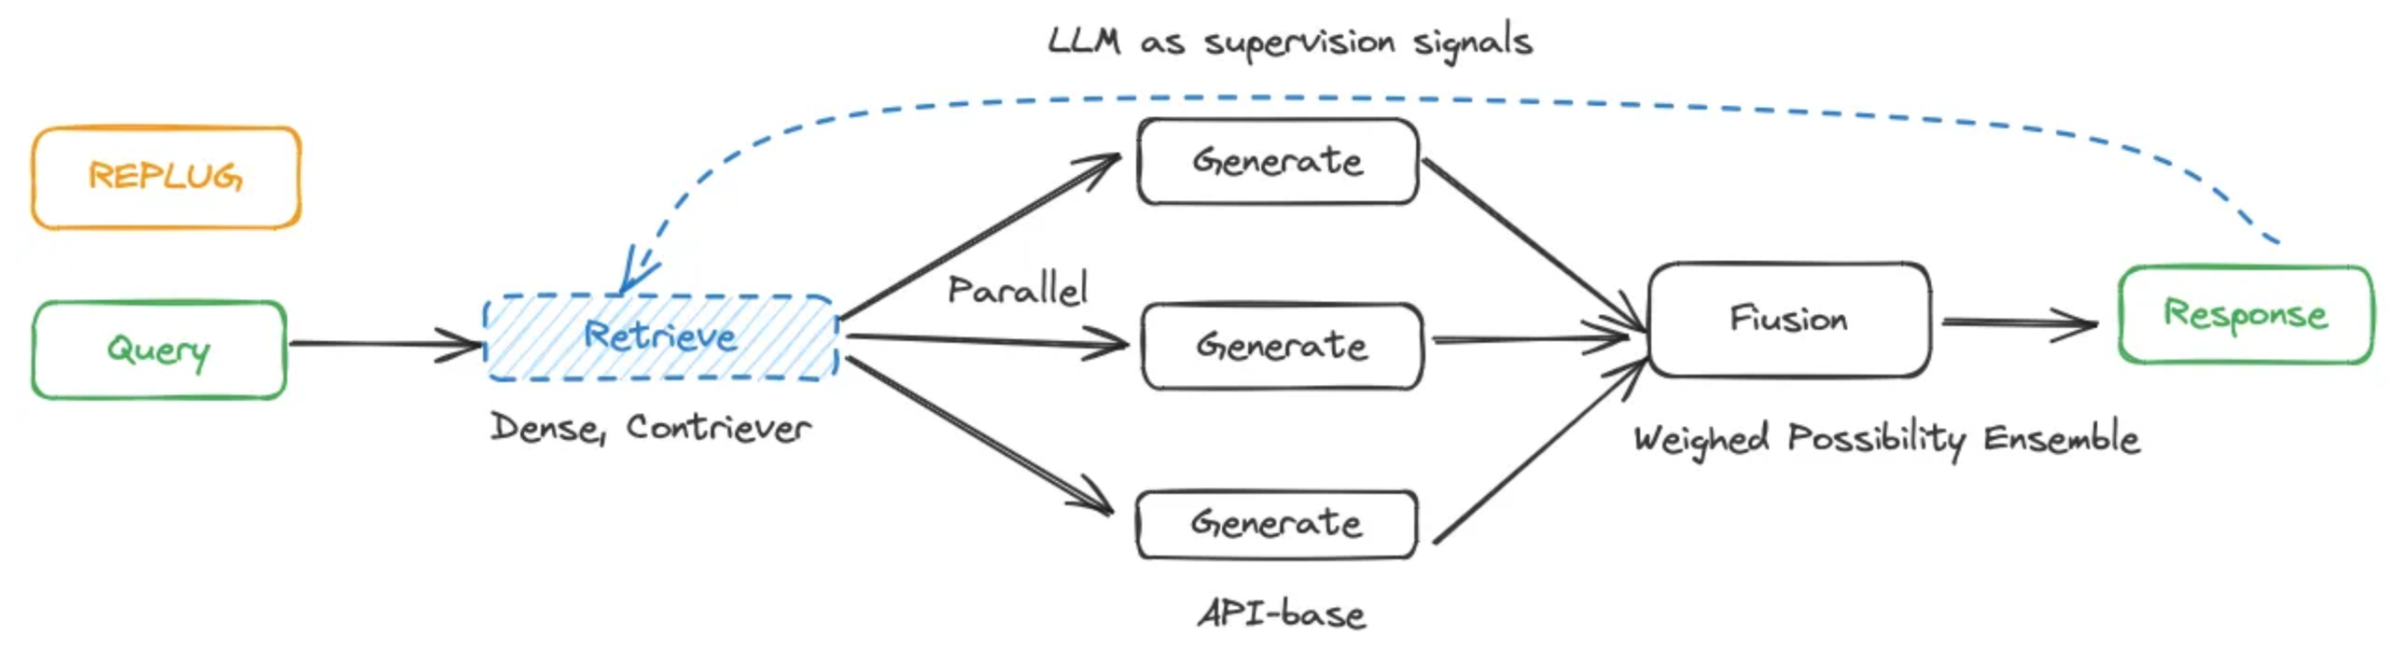 LLM as supervision signals
REPLUG
Generate
Parallel
Query
Retrieve
Generate
Fiusion
Response
Dense, Contriever
Weighed Possibility Ensemble
Generate
API-base